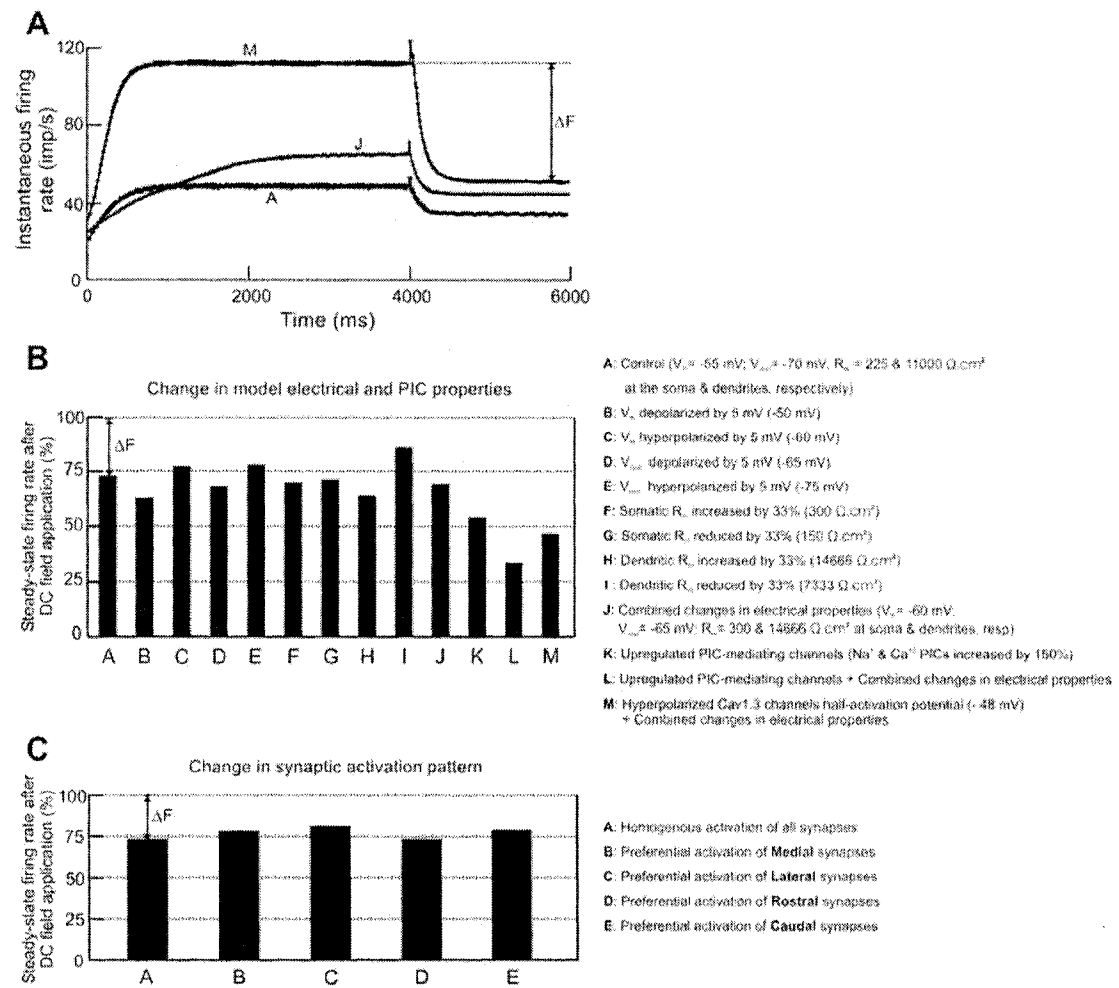 A
120
80
40
0
Instantaneous firing
rate (imp/s)
M
J
A
ΔF
0
2000
4000
6000
Time (ms)
B
Change in model electrical and PIC properties
100
75
50
25
0
Steady-state firing rate after
DC field application (%)
ΔF
A B C D E F G H I J K L M
A: Control (V = -55 mV; V = -70 mV, R = 225 & 11000 Ω.cm²
at the soma & dendrites, respectively)
B: V depolarized by 5 mV (-50 mV)
C: V hyperpolarized by 5 mV (-60 mV)
D: V depolarized by 5 mV (-65 mV)
E: V hyperpolarized by 5 mV (-75 mV)
F: Somatic R increased by 33% (300 Ω.cm²)
G: Somatic R reduced by 33% (150 Ω.cm²)
H: Dendritic R increased by 33% (14666 Ω.cm²)
I: Dendritic R reduced by 33% (7333 Ω.cm²)
J: Combined changes in electrical properties (V = -60 mV;
V = -65 mV; R = 300 & 14666 Ω.cm² at soma & dendrites, resp)
K: Upregulated PIC-mediating channels (Na⁺ & Ca PICs increased by 150%)
L: Upregulated PIC-mediating channels + Combined changes in electrical properties
M: Hyperpolarized Cav1.3 channels half-activation potential (- 48 mV)
+ Combined changes in electrical properties
C
Change in synaptic activation pattern
100
75
50
25
0
Steady-state firing rate after
DC field application (%)
ΔF
A B C D E
A: Homogenous activation of all synapses
B: Preferential activation of Medial synapses
C: Preferential activation of Lateral synapses
D: Preferential activation of Rostral synapses
E: Preferential activation of Caudal synapses